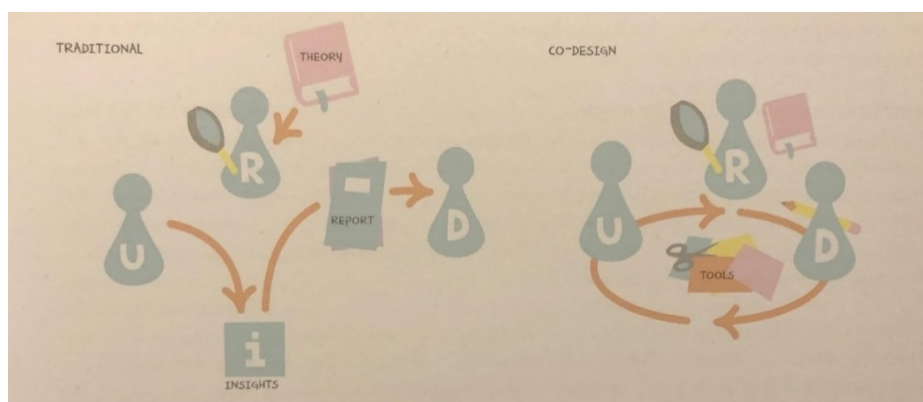 TRADITIONAL
THEORY
R
U
REPORT
D
i
INSIGHTS
CO-DESIGN
R
U
D
TOOLS